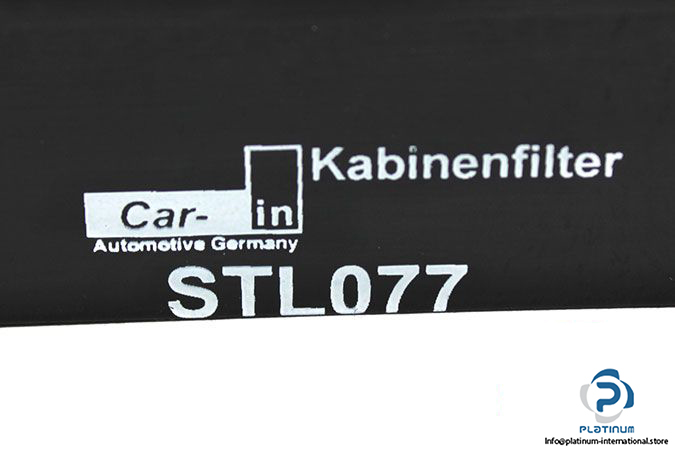 Kabinenfilter
Car-in
Automotive Germany
STL077
PLATINUM
Info@platinum-international.store